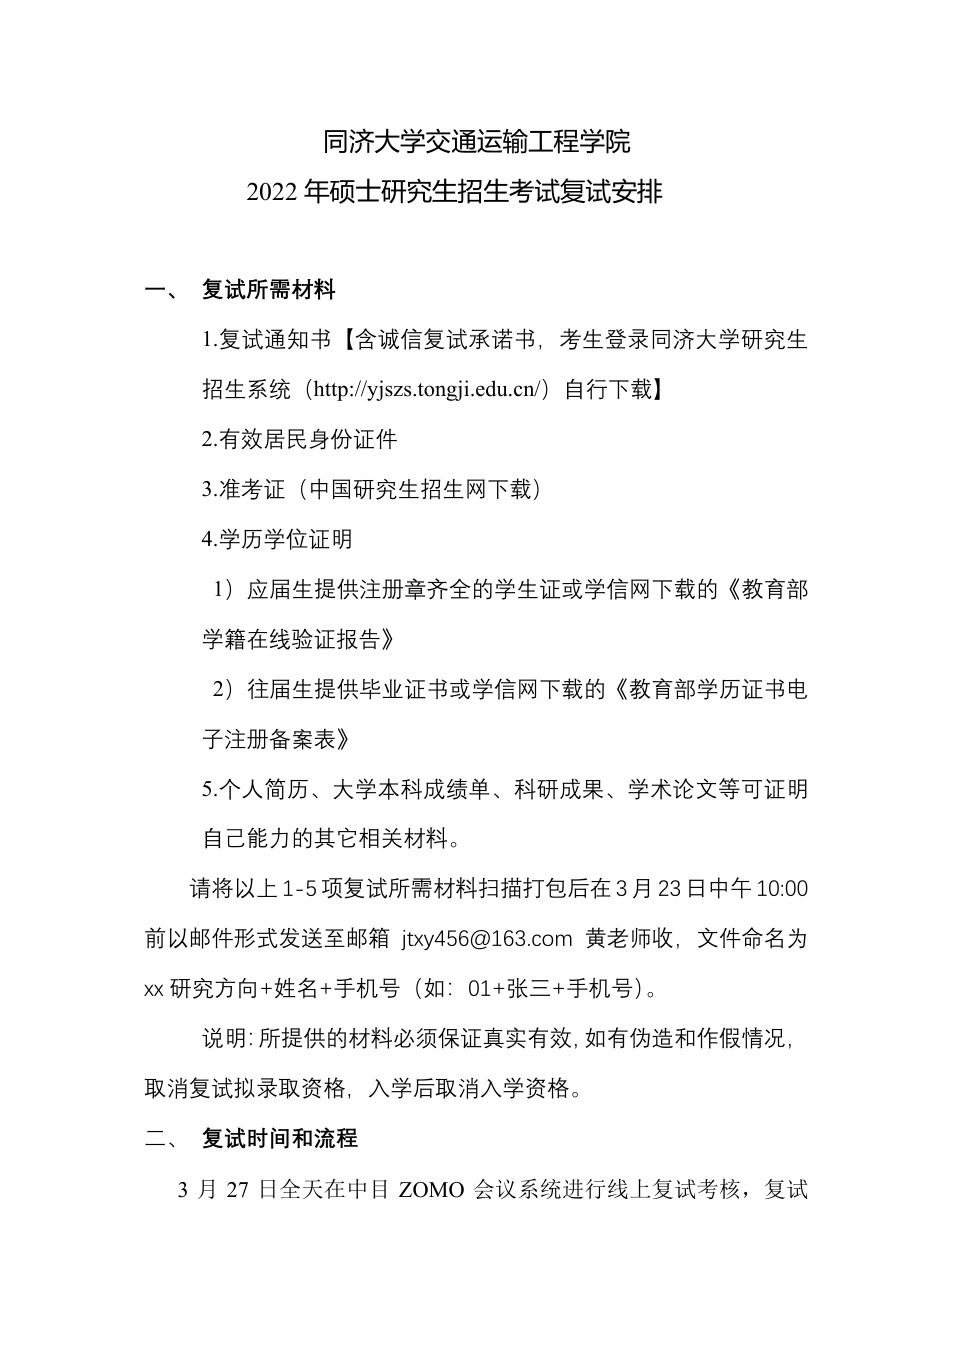 同济大学交通运输工程学院
2022 年硕士研究生招生考试复试安排
一、 复试所需材料
1.复试通知书【含诚信复试承诺书，考生登录同济大学研究生
招生系统（http://yjszs.tongji.edu.cn/）自行下载】
2.有效居民身份证件
3.准考证（中国研究生招生网下载）
4.学历学位证明
1）应届生提供注册章齐全的学生证或学信网下载的《教育部
学籍在线验证报告》
2）往届生提供毕业证书或学信网下载的《教育部学历证书电
子注册备案表》
5.个人简历、大学本科成绩单、科研成果、学术论文等可证明
自己能力的其它相关材料。
请将以上 1-5 项复试所需材料扫描打包后在 3 月 23 日中午 10:00
前以邮件形式发送至邮箱 jtxy456@163.com 黄老师收，文件命名为
xx 研究方向+姓名+手机号（如：01+张三+手机号）。
说明：所提供的材料必须保证真实有效，如有伪造和作假情况，
取消复试拟录取资格，入学后取消入学资格。
二、 复试时间和流程
3 月 27 日全天在中目 ZOMO 会议系统进行线上复试考核，复试